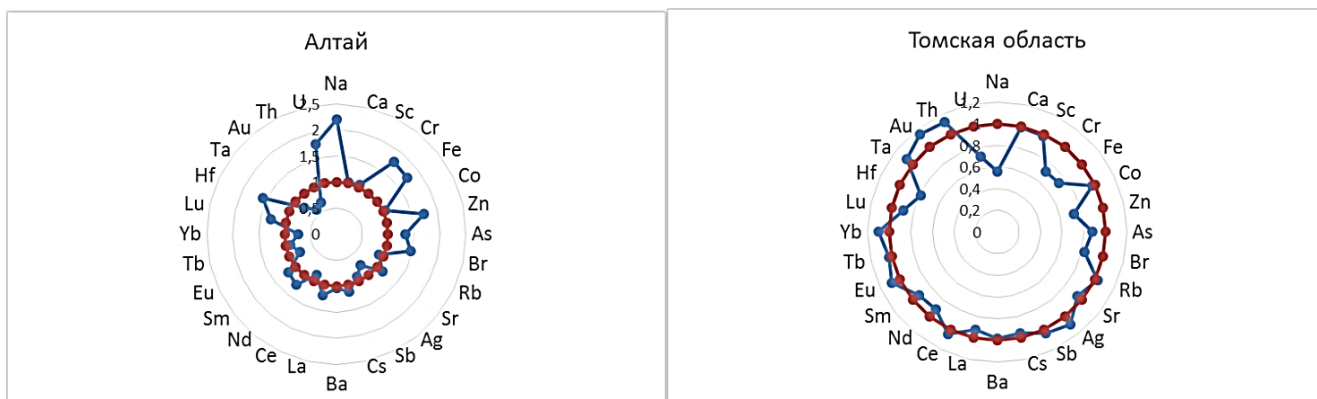 Алтай
Na
Ca
Sc
Cr
Fe
Co
Zn
As
Br
Rb
Sr
Ag
Sb
Cs
Ba
La
Ce
Nd
Sm
Eu
Tb
Yb
Lu
Hf
Ta
Au
Th
U
2,5
2
1,5
1
0,5
0
Томская область
Na
Ca
Sc
Cr
Fe
Co
Zn
As
Br
Rb
Sr
Ag
Sb
Cs
Ba
La
Ce
Nd
Sm
Eu
Tb
Yb
Lu
Hf
Ta
Au
Th
U
1,2
1
0,8
0,6
0,4
0,2
0